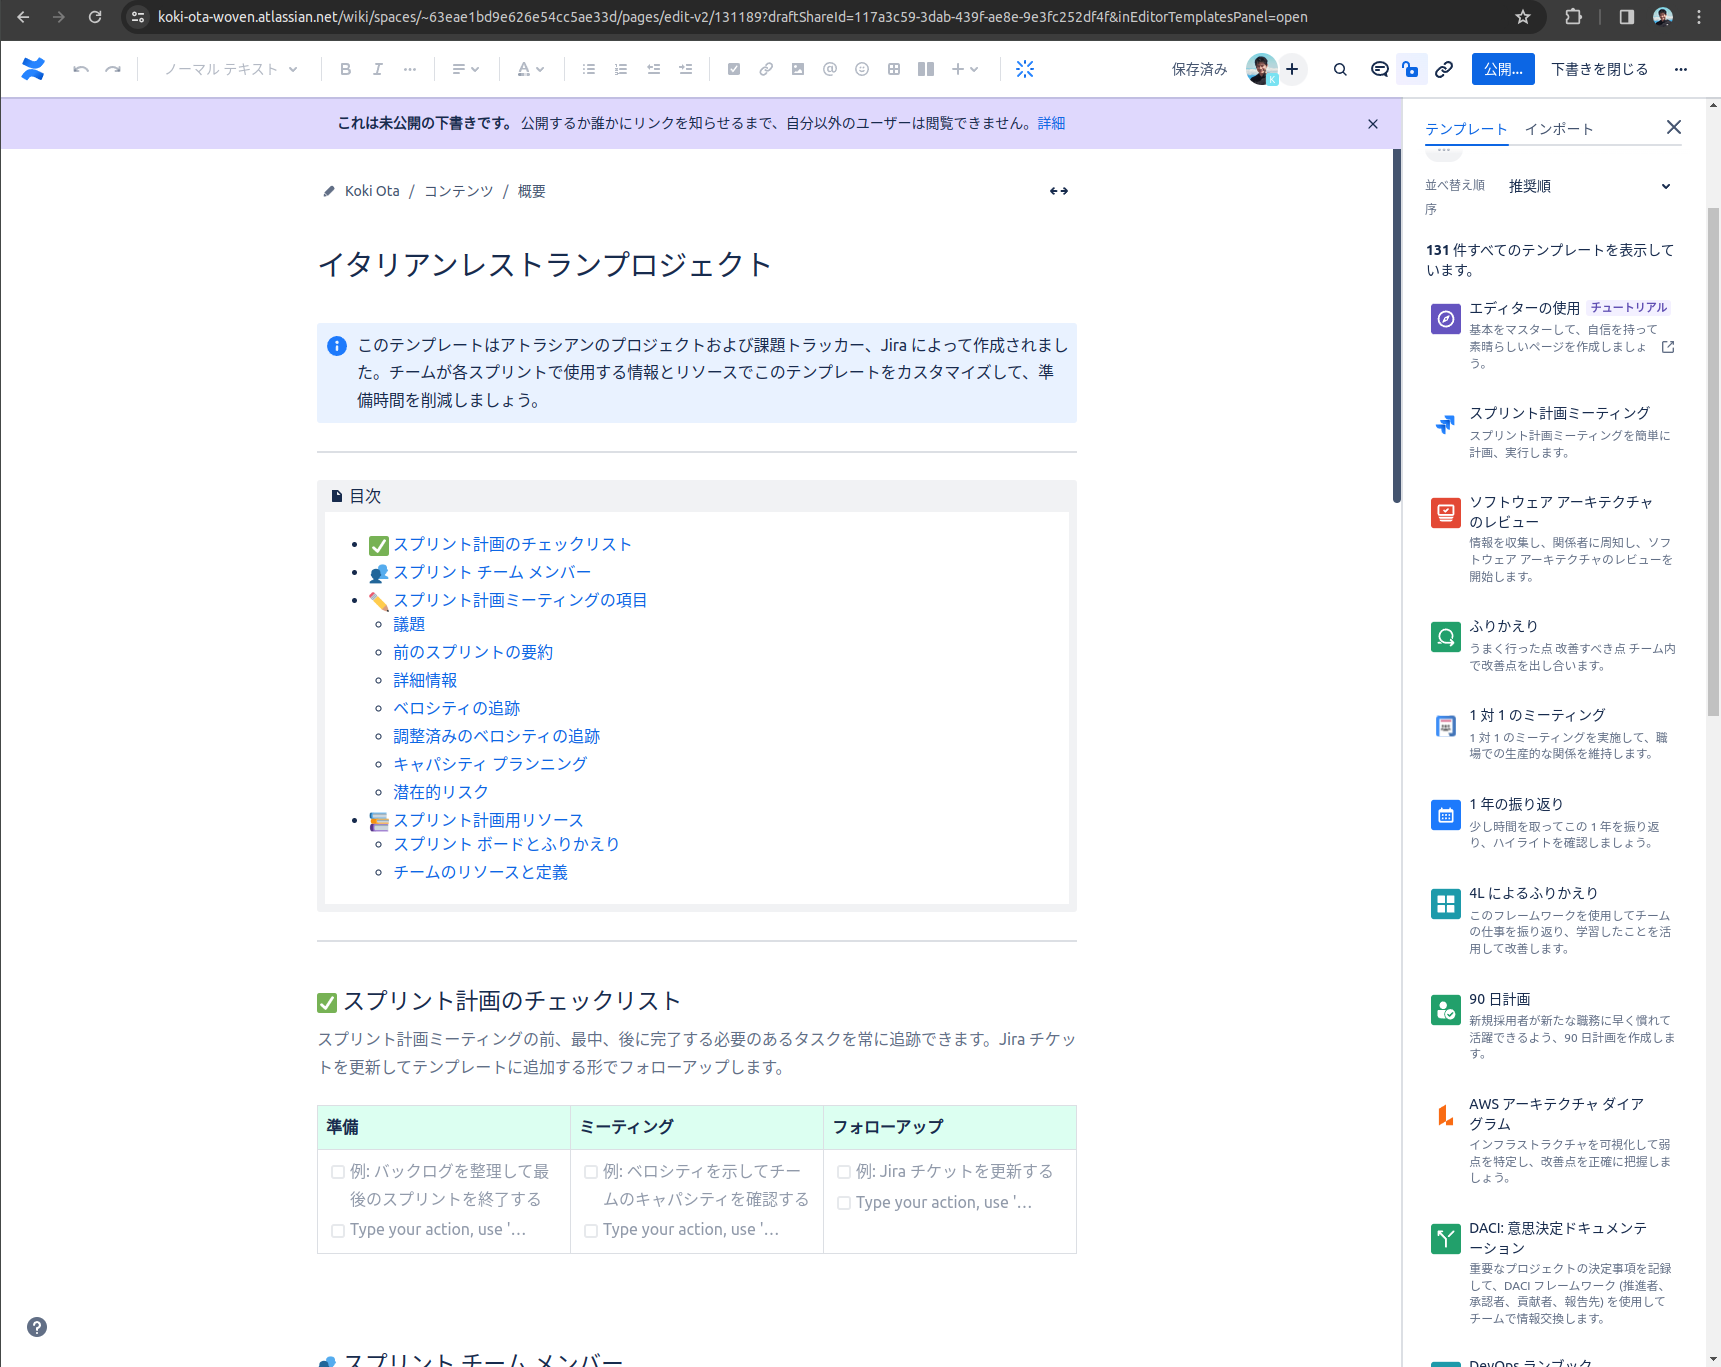 koki-ota-woven.atlassian.net/wiki/spaces/~63eae1bd9e626e54cc5ae33d/pages/edit-v2/131189?draftShareId=117a3c59-3dab-439f-ae8e-9e3fc252df4f&inEditorTemplatesPanel=open
ノーマル テキスト
B I ... A @
保存済み
K
公開...
下書きを閉じる
これは未公開の下書きです。 公開するか誰かにリンクを知らせるまで、自分以外のユーザーは閲覧できません。詳細
Koki Ota / コンテンツ / 概要
イタリアンレストランプロジェクト
このテンプレートはアトラシアンのプロジェクトおよび課題トラッカー、Jira によって作成されまし
た。チームが各スプリントで使用する情報とリソースでこのテンプレートをカスタマイズして、準
備時間を削減しましょう。
目次
スプリント計画のチェックリスト
スプリント チーム メンバー
スプリント計画ミーティングの項目
議題
前のスプリントの要約
詳細情報
ベロシティの追跡
調整済みのベロシティの追跡
キャパシティ プランニング
潜在的リスク
スプリント計画用リソース
スプリント ボードとふりかえり
チームのリソースと定義
スプリント計画のチェックリスト
スプリント計画ミーティングの前、最中、後に完了する必要のあるタスクを常に追跡できます。Jira チケッ
トを更新してテンプレートに追加する形でフォローアップします。
準備
ミーティング
フォローアップ
例: バックログを整理して最
後のスプリントを終了する
Type your action, use '...
例: ベロシティを示してチー
ムのキャパシティを確認する
Type your action, use '...
例: Jira チケットを更新する
Type your action, use '...
スプリント チーム メンバー
テンプレート
インポート
並べ替え順
序
推奨順
131 件すべてのテンプレートを表示して
います。
エディターの使用 チュートリアル
基本をマスターして、自信を持って
素晴らしいページを作成しましょ
う。
スプリント計画ミーティング
スプリント計画ミーティングを簡単に
計画、実行します。
ソフトウェア アーキテクチャ
のレビュー
情報を収集し、関係者に周知し、ソフ
トウェア アーキテクチャのレビューを
開始します。
ふりかえり
うまく行った点 改善すべき点 チーム内
で改善点を出し合います。
1 対 1 のミーティング
1 対 1 のミーティングを実施して、職
場での生産的な関係を維持します。
1 年の振り返り
少し時間を取ってこの 1 年を振り返
り、ハイライトを確認しましょう。
4L によるふりかえり
このフレームワークを使用してチーム
の仕事を振り返り、学習したことを活
用して改善します。
90 日計画
新規採用者が新たな職務に早く慣れて
活躍できるよう、90 日計画を作成しま
す。
AWS アーキテクチャ ダイア
グラム
インフラストラクチャを可視化して弱
点を特定し、改善点を正確に把握しま
しょう。
DACI: 意思決定ドキュメンテ
ーション
重要なプロジェクトの決定事項を記録
して、DACI フレームワーク (推進者、
承認者、貢献者、報告先) を使用して
チームで情報交換します。
DevOps ランブック